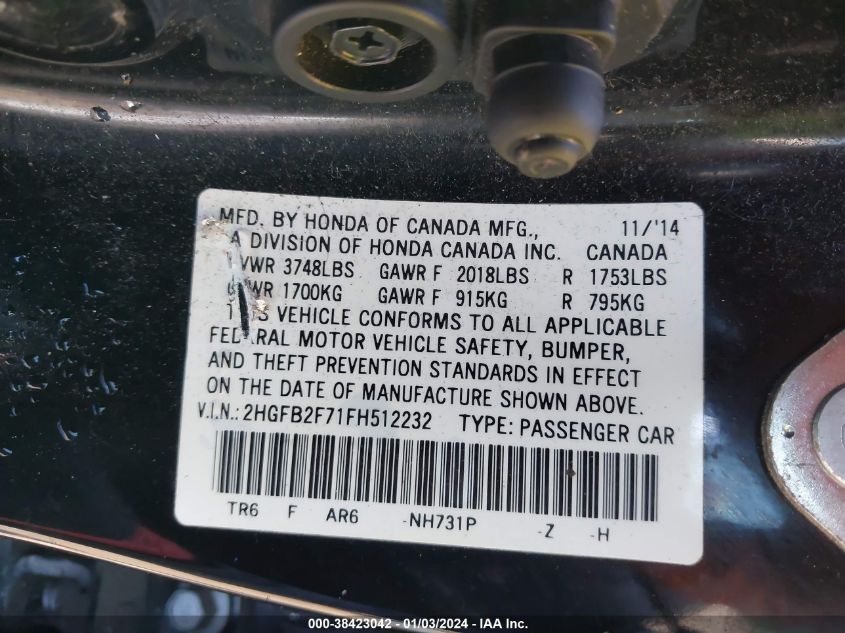 MFD. BY HONDA OF CANADA MFG., 11/'14
A DIVISION OF HONDA CANADA INC. CANADA
VWR 3748LBS GAWR F 2018LBS R 1753LBS
WR 1700KG GAWR F 915KG R 795KG
VEHICLE CONFORMS TO ALL APPLICABLE
FED RAL MOTOR VEHICLE SAFETY, BUMPER,
AND THEFT PREVENTION STANDARDS IN EFFECT
ON THE DATE OF MANUFACTURE SHOWN ABOVE.
V.I.N.: 2HGFB2F71FH512232 TYPE: PASSENGER CAR
TR6 F AR6 -NH731P -Z -H
000-38423042 - 01/03/2024 - IAA Inc.